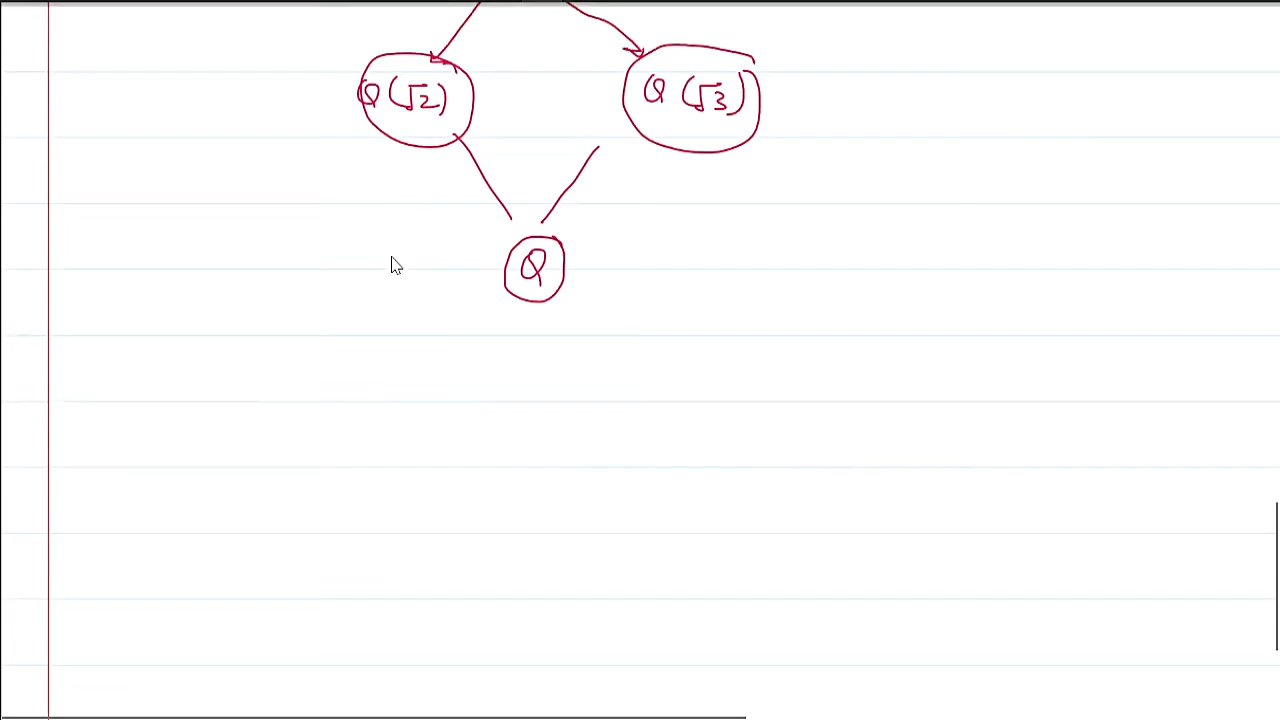 Q (√2) Q (√3)
Q